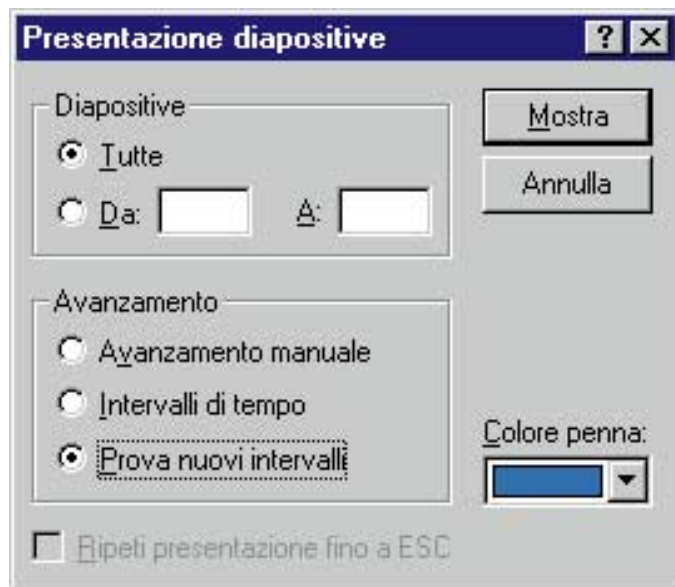 Presentazione diapositive
Diapositive
Tutte
Da:
A:
Mostra
Annulla
Avanzamento
Avanzamento manuale
Intervalli di tempo
Prova nuovi intervalli
Colore penna:
Ripeti presentazione fino a ESC